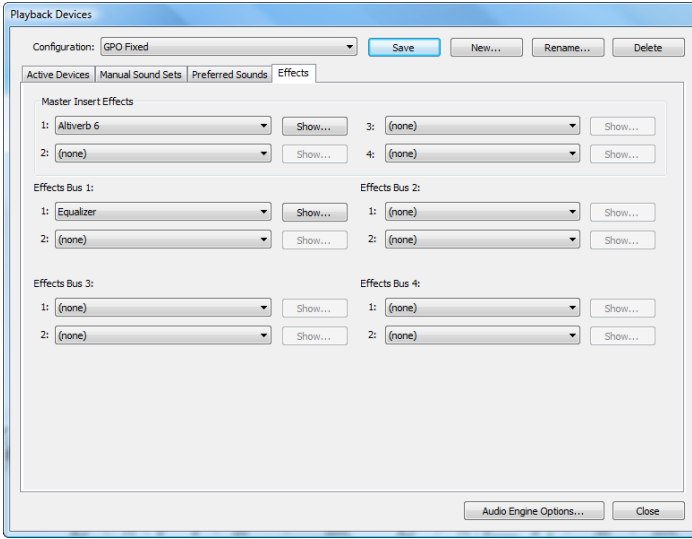 Playback Devices
Configuration: GPO Fixed Save New... Rename... Delete
Active Devices Manual Sound Sets Preferred Sounds Effects
Master Insert Effects
1: Altiverb 6 Show... 3: (none) Show...
2: (none) Show... 4: (none) Show...
Effects Bus 1: Effects Bus 2:
1: Equalizer Show... 1: (none) Show...
2: (none) Show... 2: (none) Show...
Effects Bus 3: Effects Bus 4:
1: (none) Show... 1: (none) Show...
2: (none) Show... 2: (none) Show...
Audio Engine Options... Close